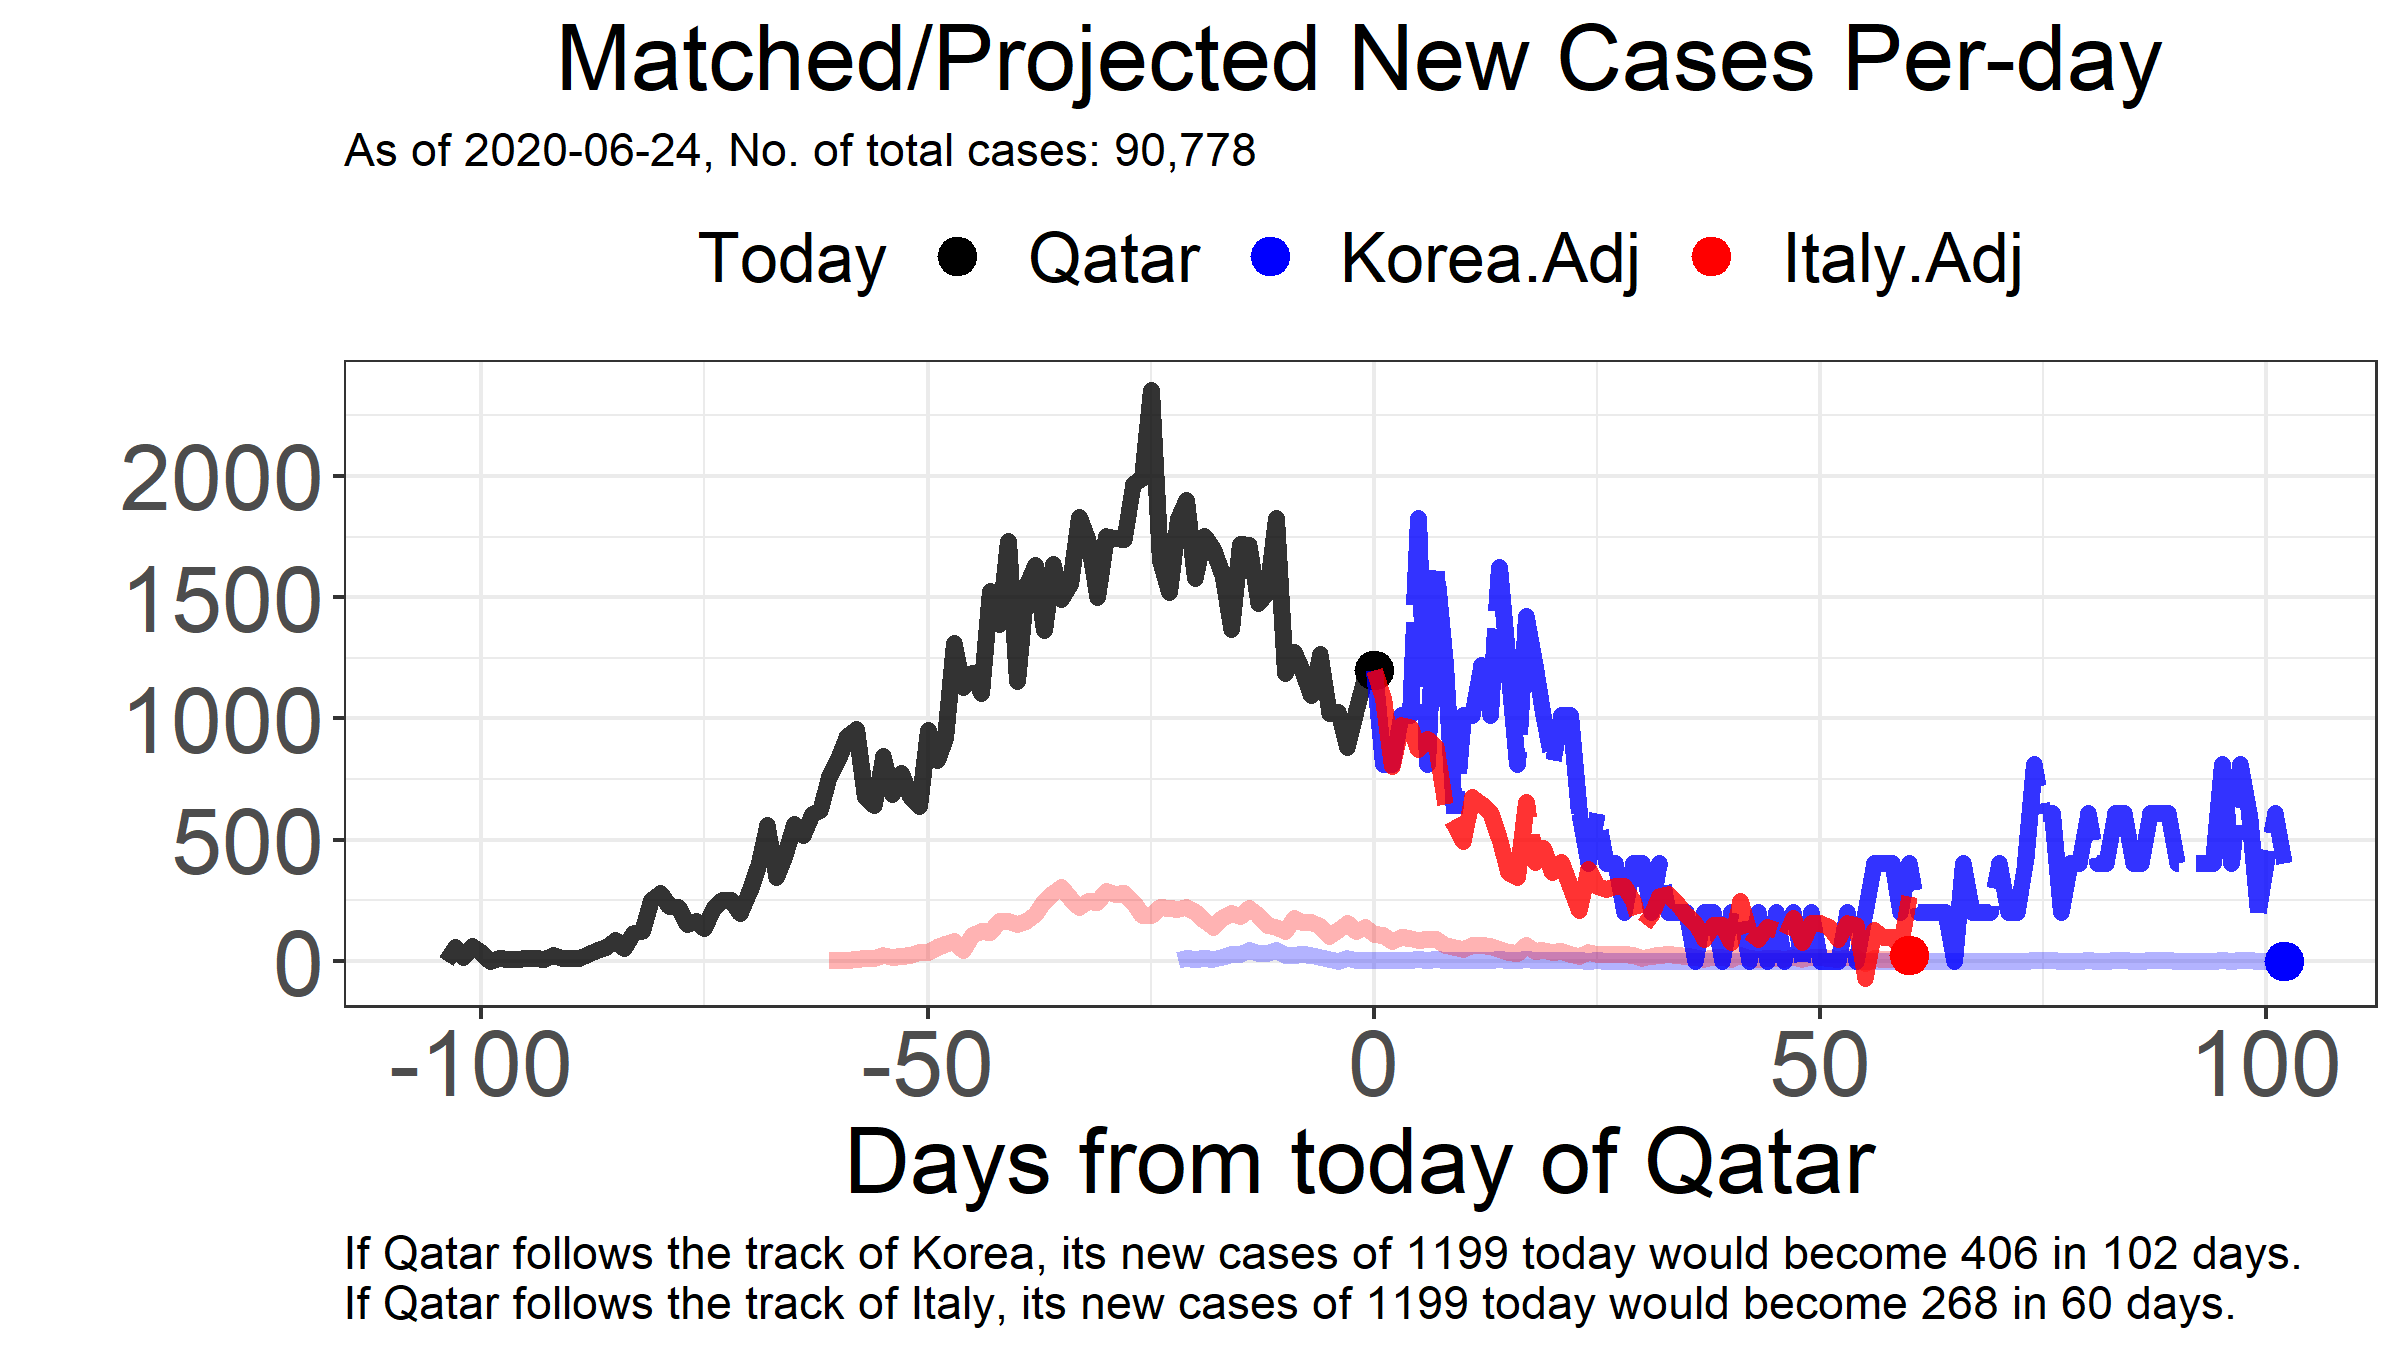 Matched/Projected New Cases Per-day
As of 2020-06-24, No. of total cases: 90,778
Today Qatar Korea.Adj Italy.Adj
2000
1500
1000
500
0
-100 -50 0 50 100
Days from today of Qatar
If Qatar follows the track of Korea, its new cases of 1199 today would become 406 in 102 days.
If Qatar follows the track of Italy, its new cases of 1199 today would become 268 in 60 days.